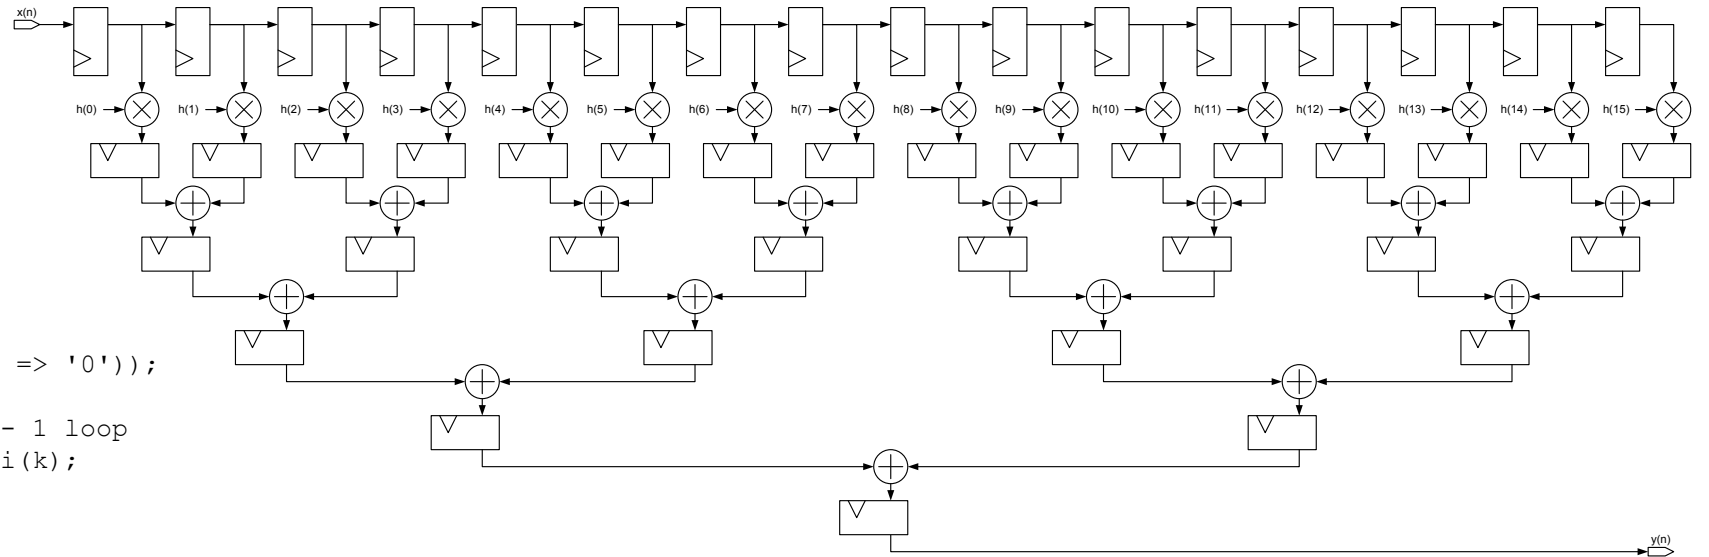 x(n)
h(0) h(1) h(2) h(3) h(4) h(5) h(6) h(7) h(8) h(9) h(10) h(11) h(12) h(13) h(14) h(15)
=> '0'));
- 1 loop
i(k);
y(n)